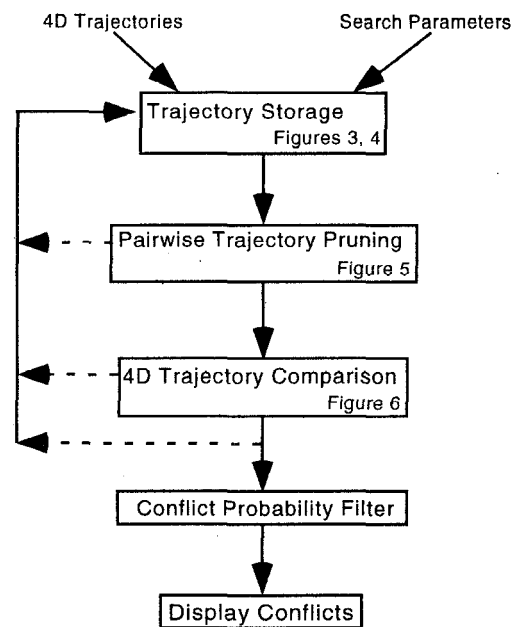 4D Trajectories
Search Parameters
Trajectory Storage
Figures 3, 4
Pairwise Trajectory Pruning
Figure 5
4D Trajectory Comparison
Figure 6
Conflict Probability Filter
Display Conflicts